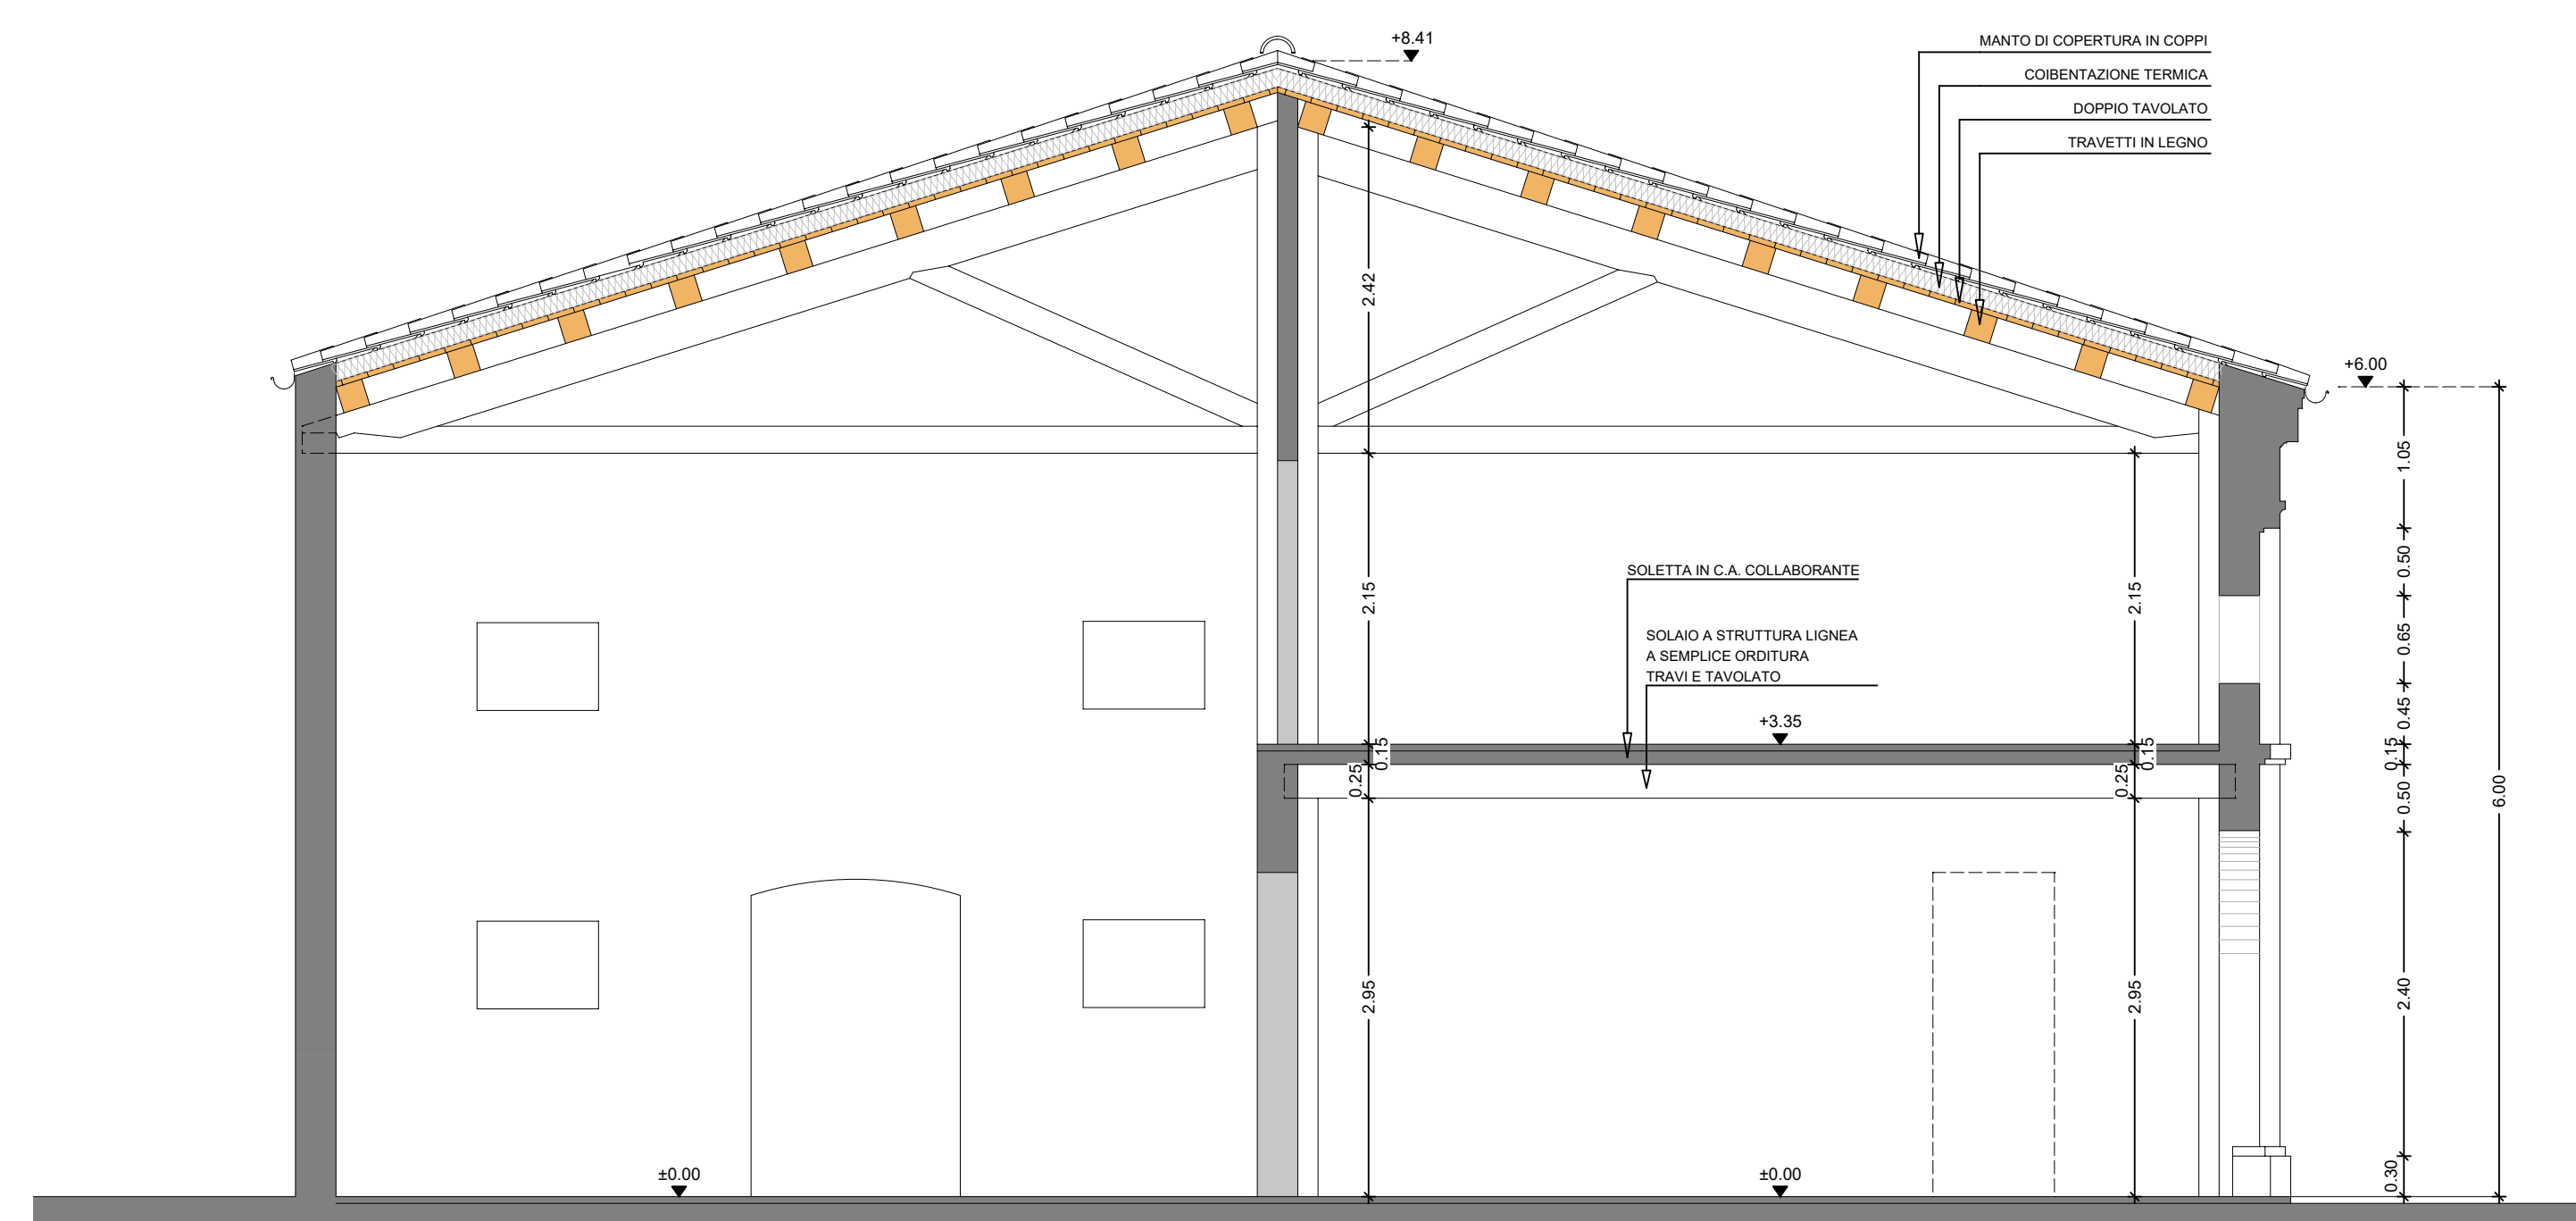 +8.41
MANTO DI COPERTURA IN COPPI
COIBENTAZIONE TERMICA
DOPPIO TAVOLATO
TRAVETTI IN LEGNO
+6.00
2.42
1.05
SOLETTA IN C.A. COLLABORANTE
0.50
2.15
2.15
SOLAIO A STRUTTURA LIGNEA
A SEMPLICE ORDITURA
TRAVI E TAVOLATO
0.65
0.45
+3.35
0.15
0.15
0.15
0.25
0.25
0.50
6.00
2.95
2.95
2.40
±0.00
±0.00
0.30